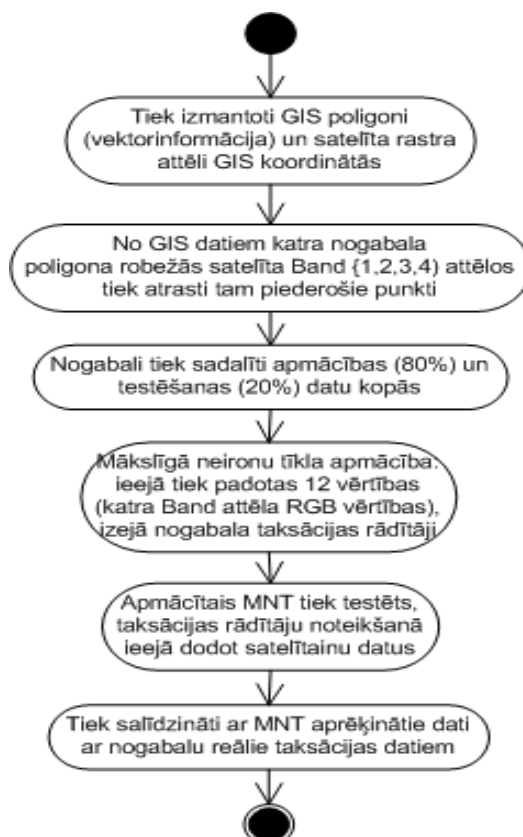 Tiek izmantoti GIS poligoni
(vektorinformācija) un satelīta rastra
attēli GIS koordinātās
No GIS datiem katra nogabala
poligona robežās satelīta Band {1,2,3,4) attēlos
tiek atrasti tam piederošie punkti
Nogabali tiek sadalīti apmācības (80%) un
testēšanas (20%) datu kopās
Mākslīgā neironu tīkla apmācība:
ieejā tiek padotas 12 vērtības
(katra Band attēla RGB vērtības),
izejā nogabala taksācijas rādītāji
Apmācītais MNT tiek testēts,
taksācijas rādītāju noteikšanā
ieejā dodot satelītainu datus
Tiek salīdzināti ar MNT aprēķinātie dati
ar nogabalu reālie taksācijas datiem